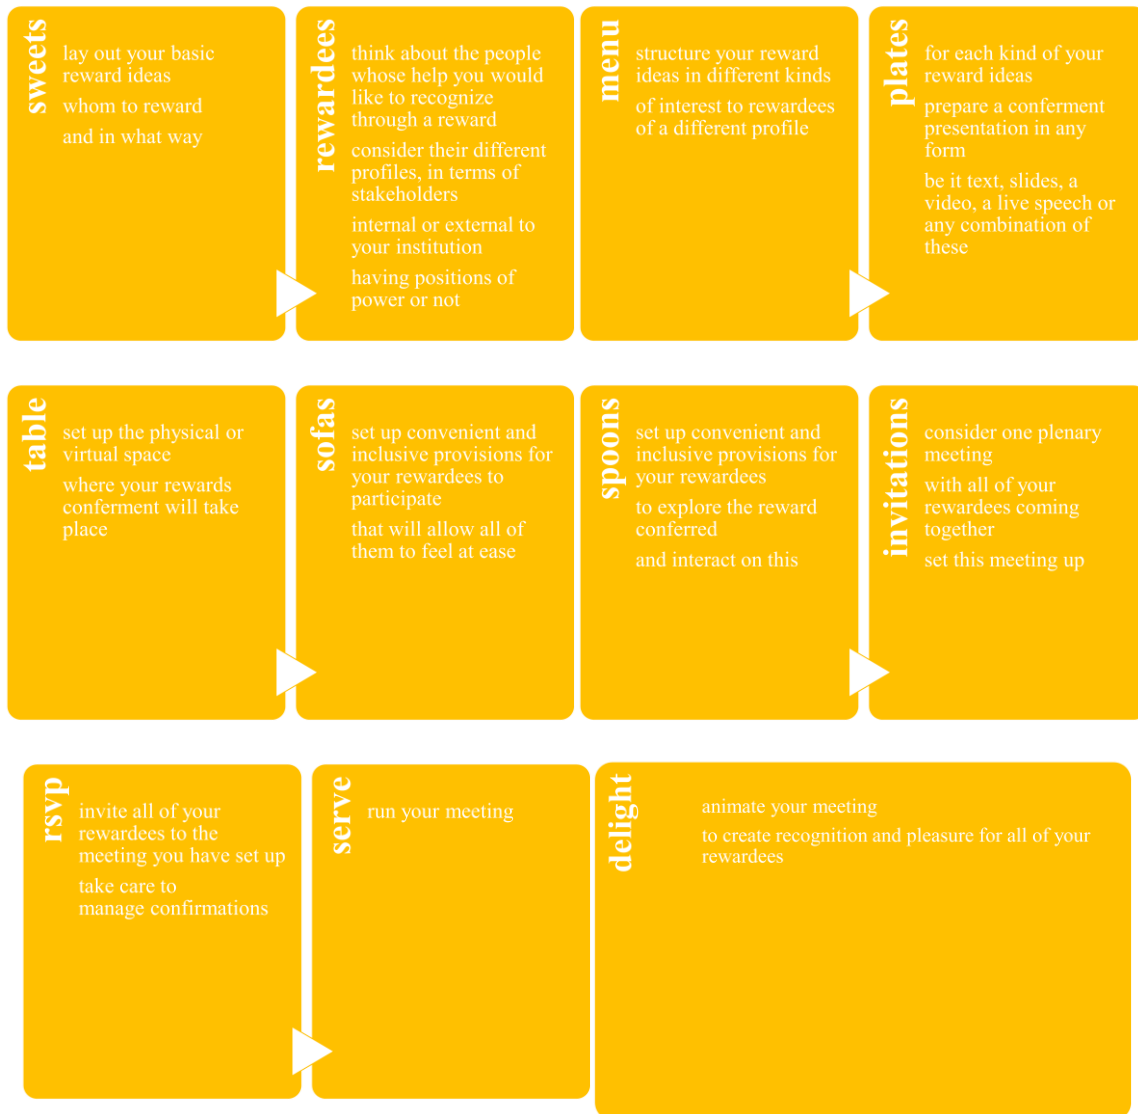 sweets
lay out your basic
reward ideas
whom to reward
and in what way
rewardees
think about the people
whose help you would
like to recognize
through a reward
consider their different
profiles, in terms of
stakeholders
internal or external to
your institution
having positions of
power or not
menu
structure your reward
ideas in different kinds
of interest to rewardees
of a different profile
plates
for each kind of your
reward ideas
prepare a conferment
presentation in any
form
be it text, slides, a
video, a live speech or
any combination of
these
table
set up the physical or
virtual space
where your rewards
conferment will take
place
sofas
set up convenient and
inclusive provisions for
your rewardees to
participate
that will allow all of
them to feel at ease
spoons
set up convenient and
inclusive provisions for
your rewardees
to explore the reward
conferred
and interact on this
invitations
consider one plenary
meeting
with all of your
rewardees coming
together
set this meeting up
rsvp
invite all of your
rewardees to the
meeting you have set up
take care to
manage confirmations
serve
run your meeting
delight
animate your meeting
to create recognition and pleasure for all of your
rewardees